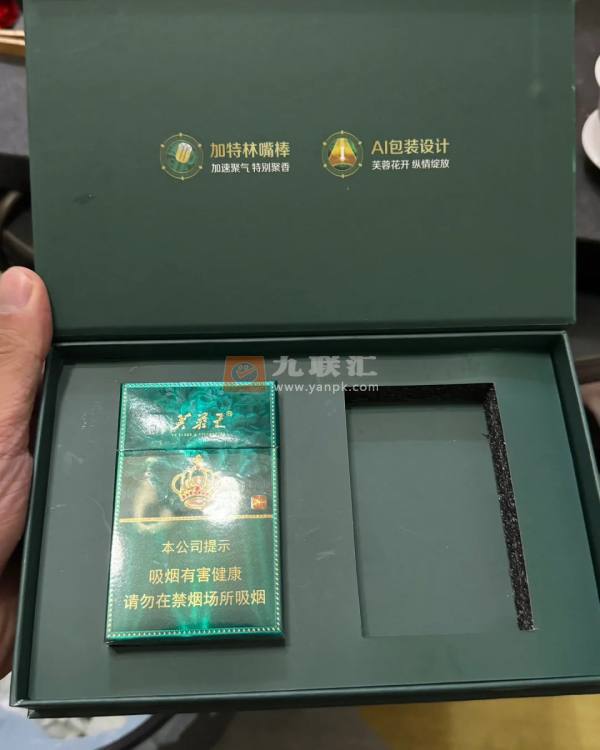 加特林嘴棒
加速聚气 特别聚香
AI包装设计
芙蓉花开 纵情绽放
九联汇
www.yanpk.com
芙蓉王
本公司提示
吸烟有害健康
请勿在禁烟场所吸烟